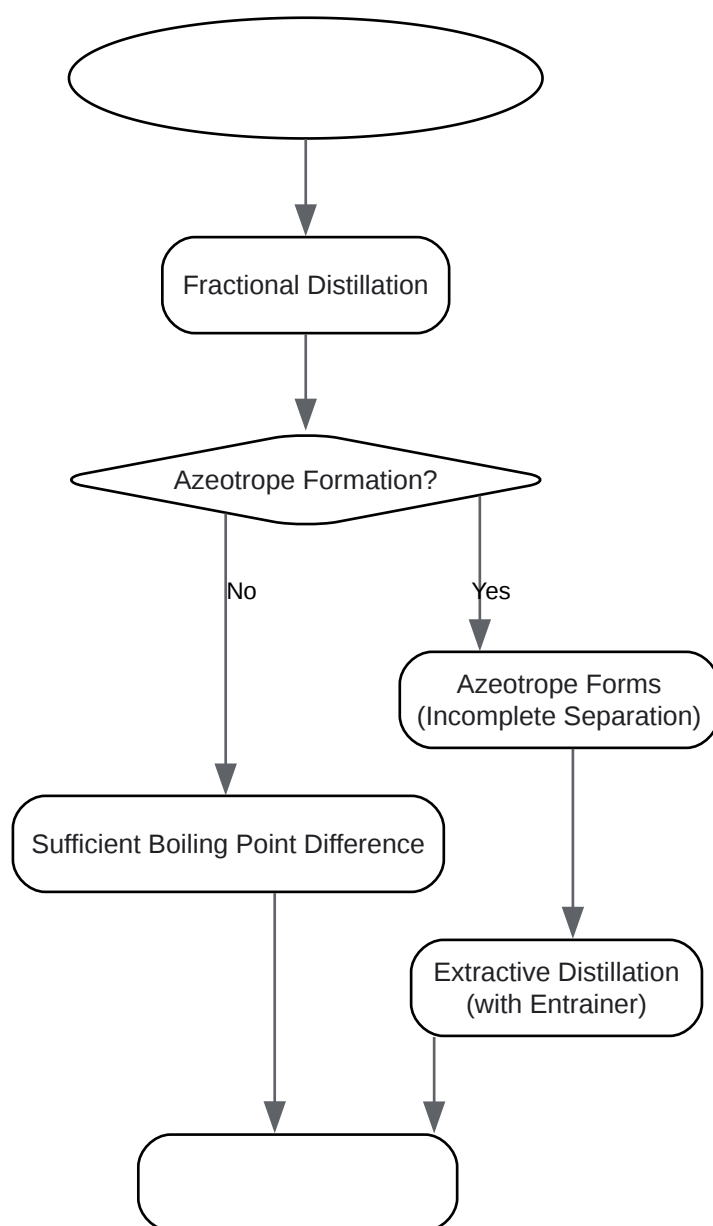 Fractional Distillation
Azeotrope Formation?
No
Yes
Azeotrope Forms
(Incomplete Separation)
Sufficient Boiling Point Difference
Extractive Distillation
(with Entrainer)